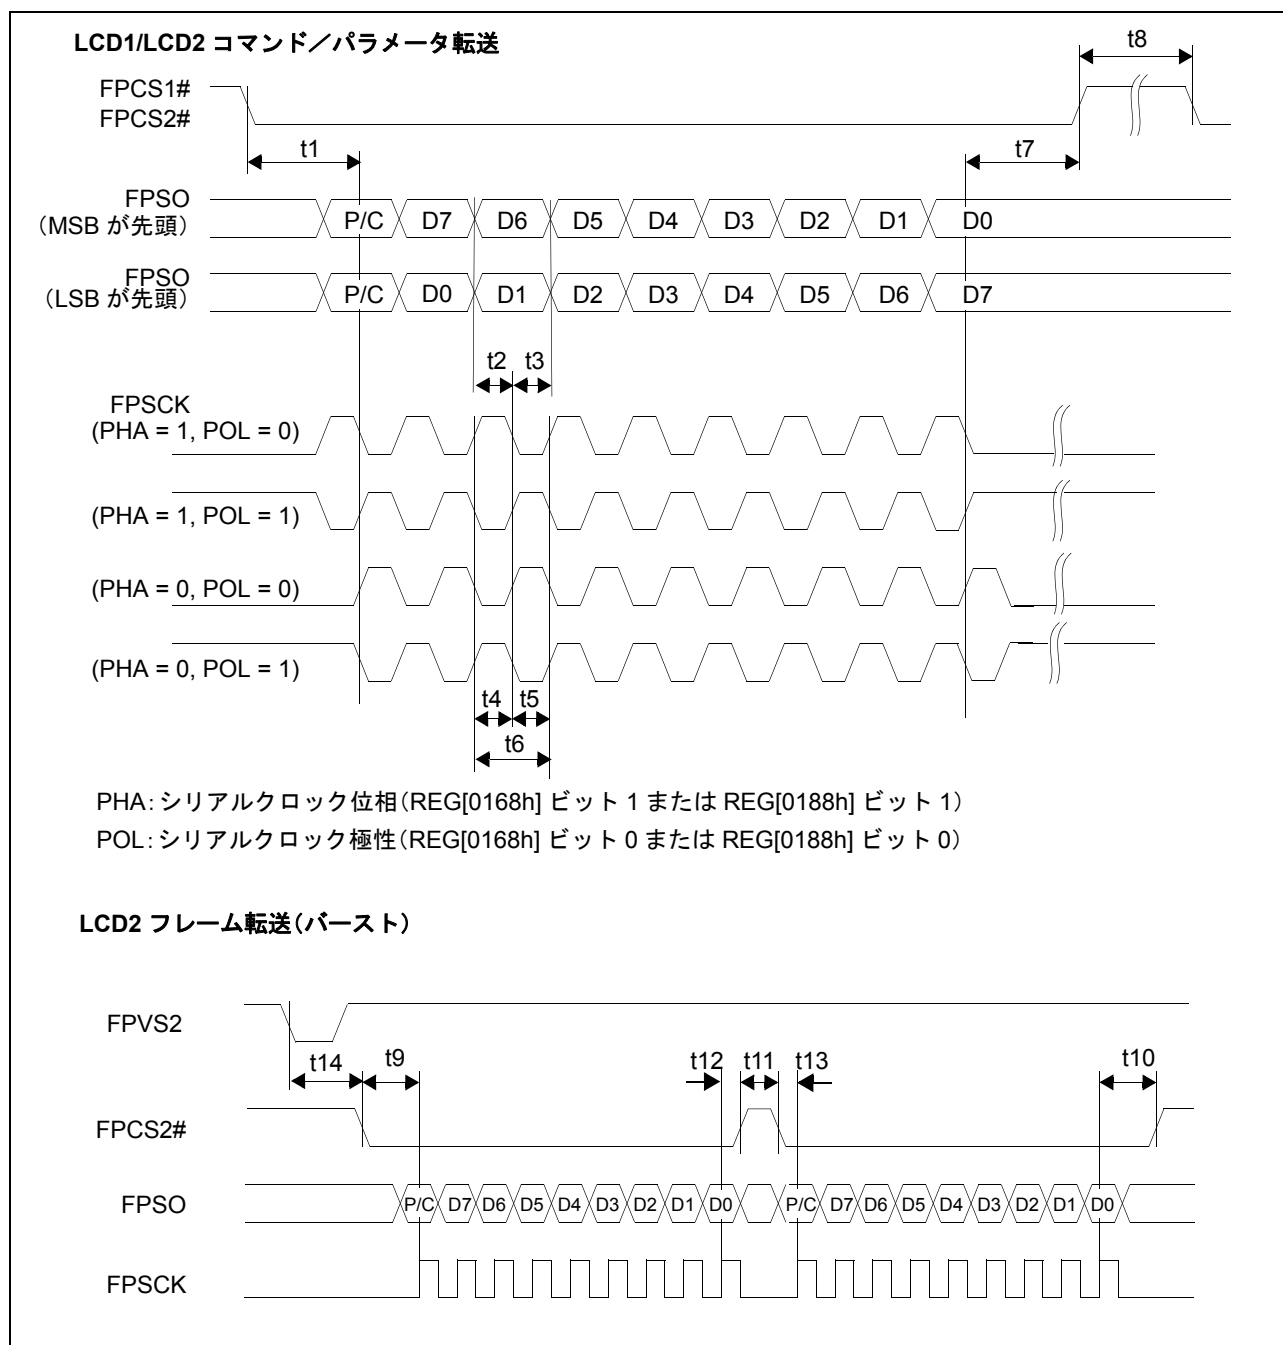 LCD1/LCD2 コマンド/パラメータ転送
t8
FPCS1#
FPCS2#
t1
t7
FPSO
(MSB が先頭)
P/C D7 D6 D5 D4 D3 D2 D1 D0
FPSO
(LSB が先頭)
P/C D0 D1 D2 D3 D4 D5 D6 D7
t2 t3
FPSCK
(PHA = 1, POL = 0)
(PHA = 1, POL = 1)
(PHA = 0, POL = 0)
(PHA = 0, POL = 1)
t4 t5
t6
PHA:シリアルクロック位相(REG[0168h] ビット 1 または REG[0188h] ビット 1)
POL:シリアルクロック極性(REG[0168h] ビット 0 または REG[0188h] ビット 0)
LCD2 フレーム転送(バースト)
FPVS2
t14 t9 t12 t11 t13 t10
FPCS2#
FPSO
P/C D7 D6 D5 D4 D3 D2 D1 D0 P/C D7 D6 D5 D4 D3 D2 D1 D0
FPSCK